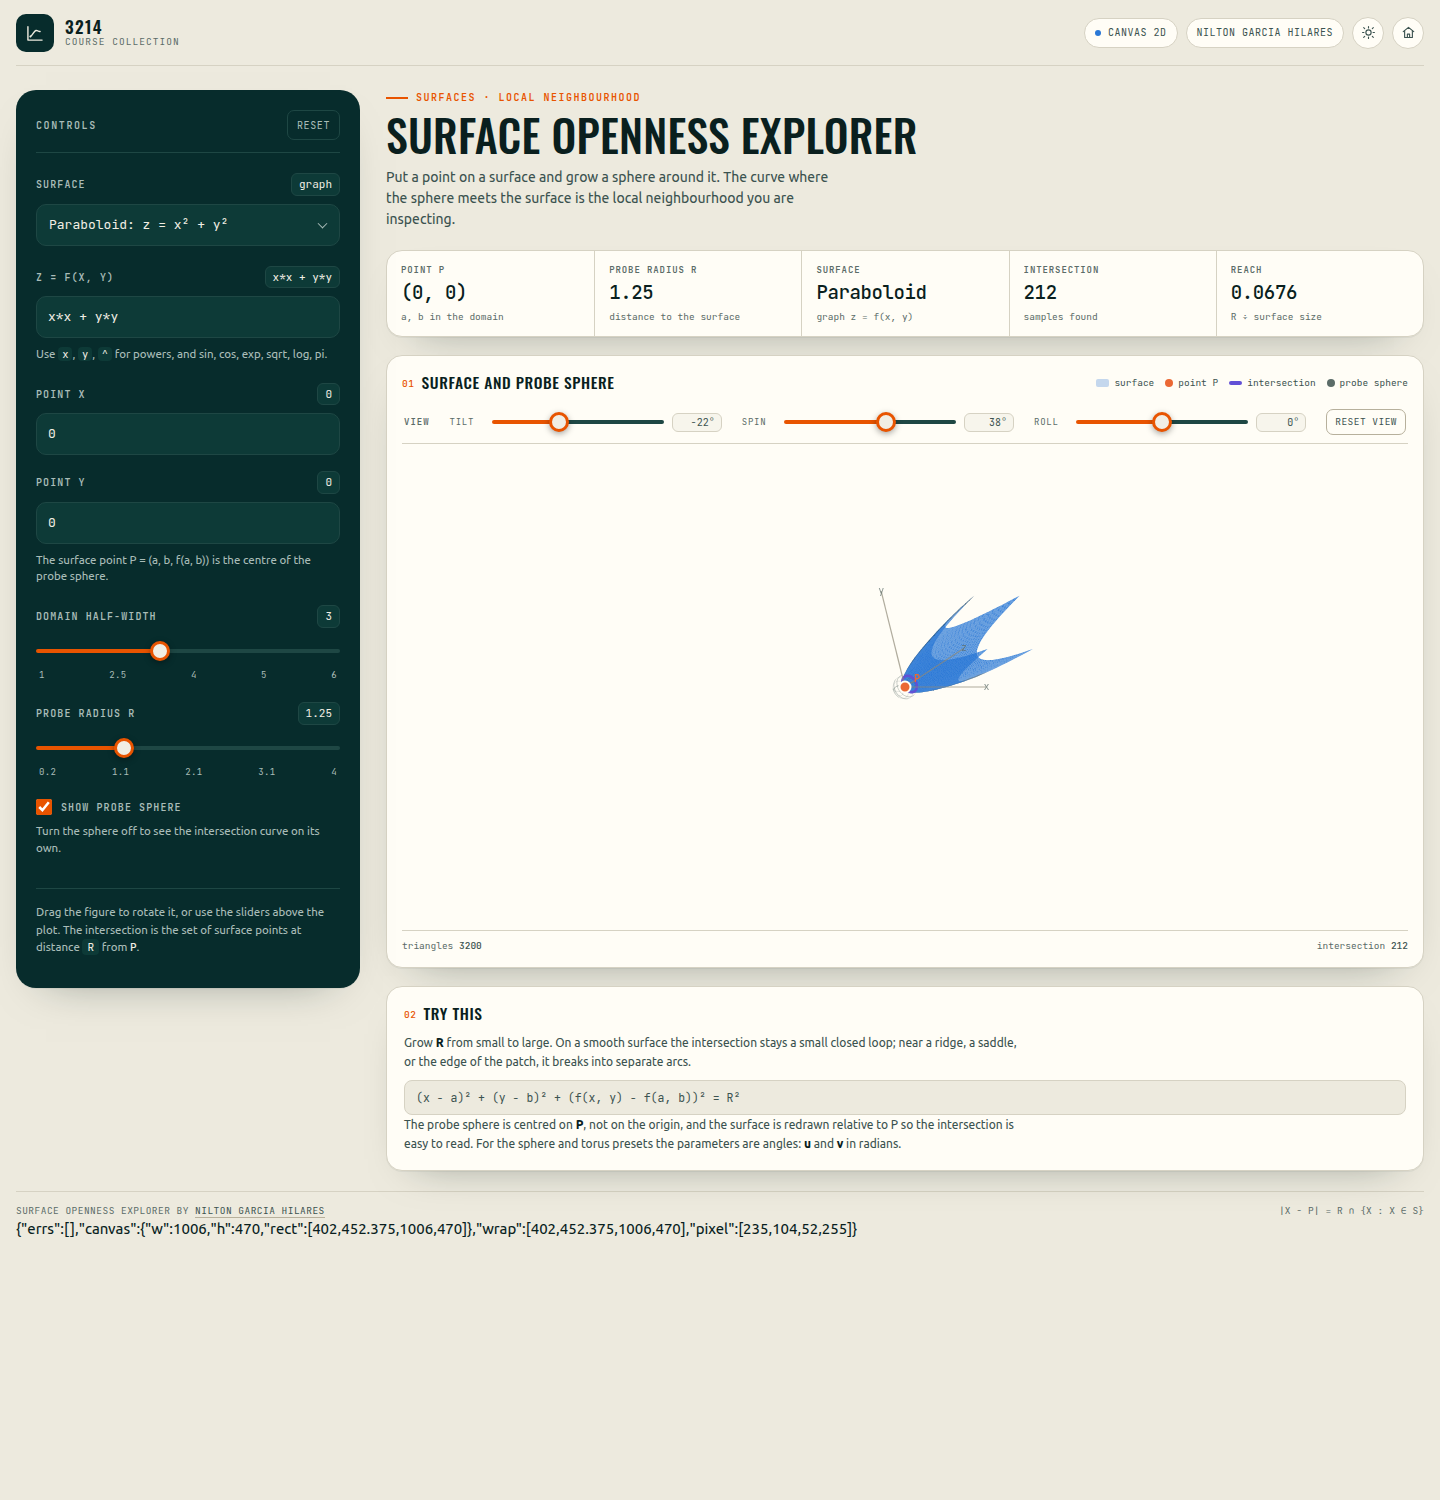 3214
COURSE COLLECTION
CANVAS 2D
NILTON GARCIA HILARES
CONTROLS
RESET
SURFACE
graph
Paraboloid: z = x² + y²
Z = F(X, Y)
x*x + y*y
x*x + y*y
Use x, y, ^ for powers, and sin, cos, exp, sqrt, log, pi.
POINT X
0
0
POINT Y
0
0
The surface point P = (a, b, f(a, b)) is the centre of the
probe sphere.
DOMAIN HALF-WIDTH
3
1 2.5 4 5 6
PROBE RADIUS R
1.25
0.2 1.1 2.1 3.1 4
SHOW PROBE SPHERE
Turn the sphere off to see the intersection curve on its
own.
Drag the figure to rotate it, or use the sliders above the
plot. The intersection is the set of surface points at
distance R from P.
SURFACES · LOCAL NEIGHBOURHOOD
SURFACE OPENNESS EXPLORER
Put a point on a surface and grow a sphere around it. The curve where
the sphere meets the surface is the local neighbourhood you are
inspecting.
POINT P
(0, 0)
a, b in the domain
PROBE RADIUS R
1.25
distance to the surface
SURFACE
Paraboloid
graph z = f(x, y)
INTERSECTION
212
samples found
REACH
0.0676
R ÷ surface size
01 SURFACE AND PROBE SPHERE
surface point P intersection probe sphere
VIEW TILT -22° SPIN 38° ROLL 0° RESET VIEW
y
z
P
x
triangles 3200
intersection 212
02 TRY THIS
Grow R from small to large. On a smooth surface the intersection stays a small closed loop; near a ridge, a saddle,
or the edge of the patch, it breaks into separate arcs.
(x - a)² + (y - b)² + (f(x, y) - f(a, b))² = R²
The probe sphere is centred on P, not on the origin, and the surface is redrawn relative to P so the intersection is
easy to read. For the sphere and torus presets the parameters are angles: u and v in radians.
SURFACE OPENNESS EXPLORER BY NILTON GARCIA HILARES
|X - P| = R ∩ {X : X ∈ S}
{"errs":[],"canvas":{"w":1006,"h":470,"rect":[402,452.375,1006,470]},"wrap":[402,452.375,1006,470],"pixel":[235,104,52,255]}